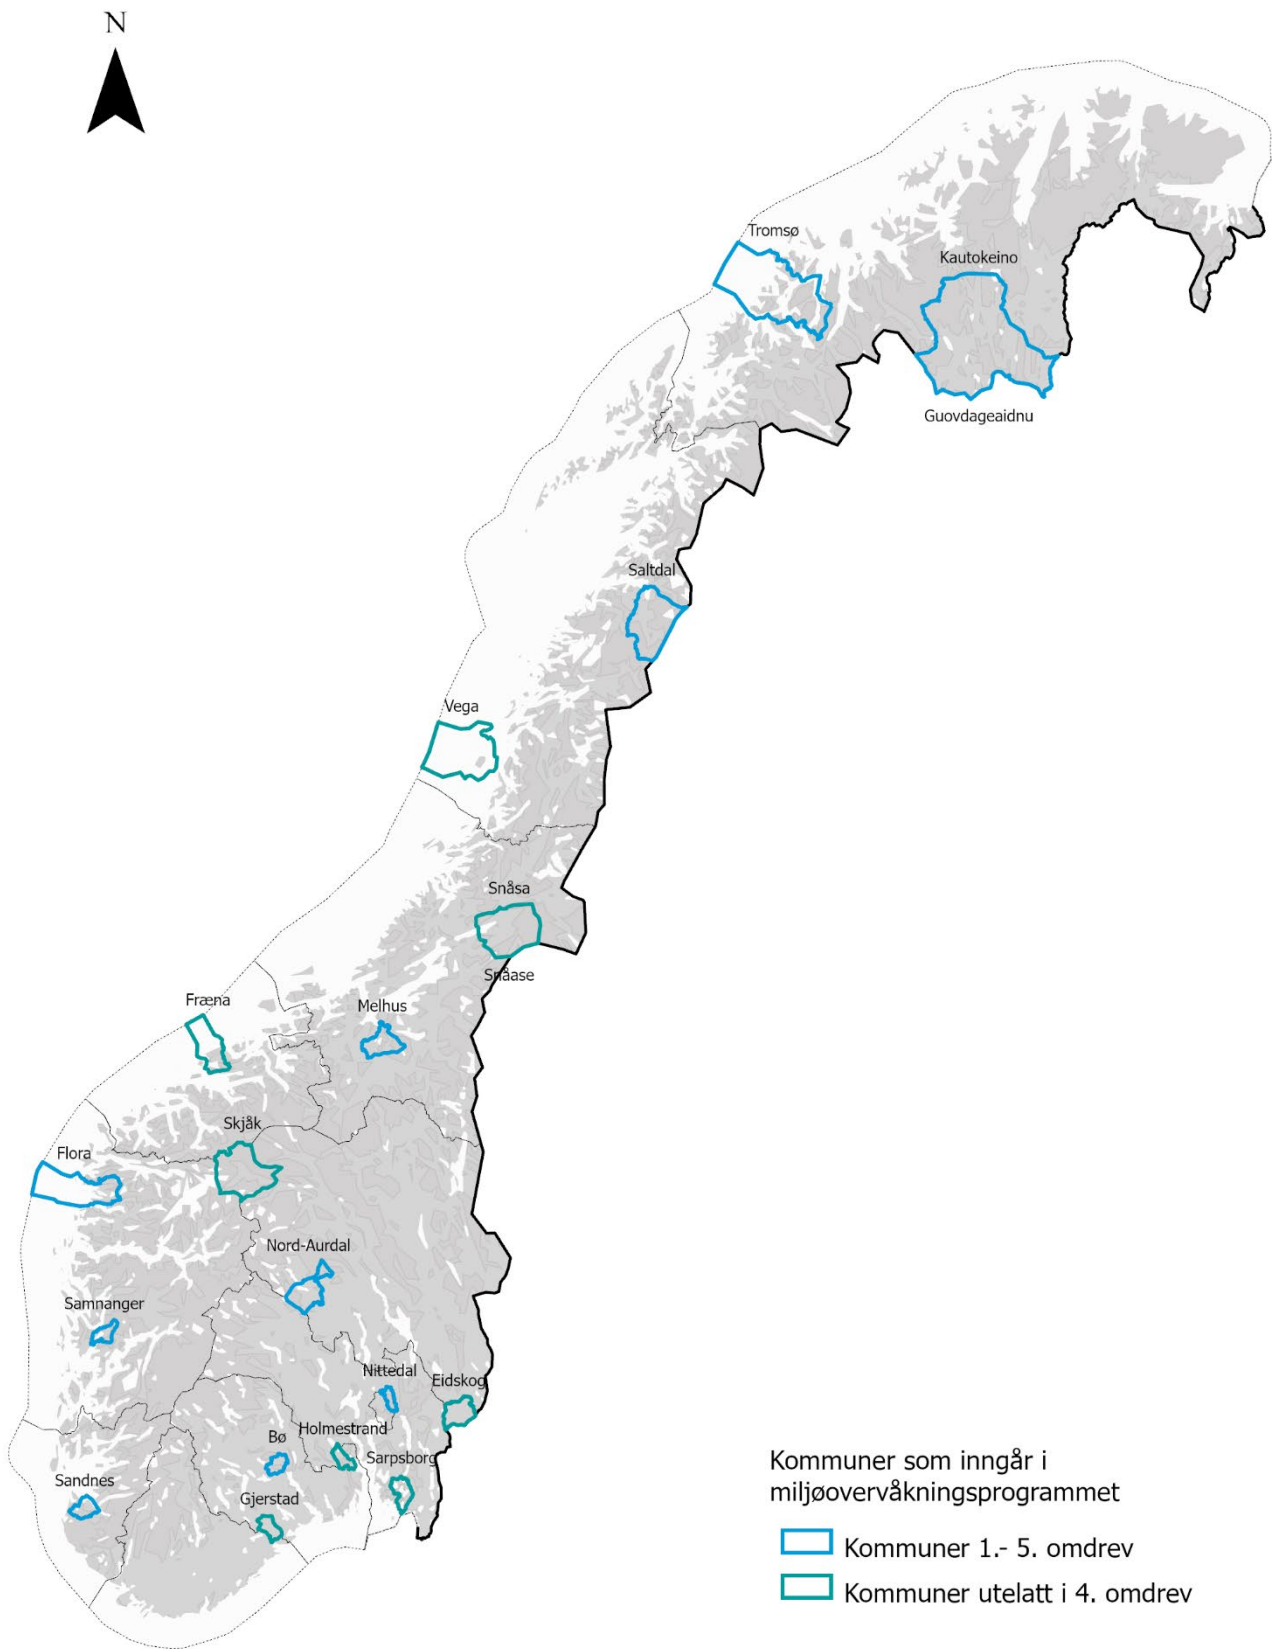 N
Tromsø
Kautokeino
Guovdageaidnu
Saltdal
Vega
Snåsa
Snåase
Fræna
Melhus
Skjåk
Flora
Nord-Aurdal
Samnanger
Nittedal
Eidskog
Holmestrand
Bø
Sarpsborg
Sandnes
Gjerstad
Kommuner som inngår i
miljøovervåkningsprogrammet
Kommuner 1.- 5. omdrev
Kommuner utelatt i 4. omdrev